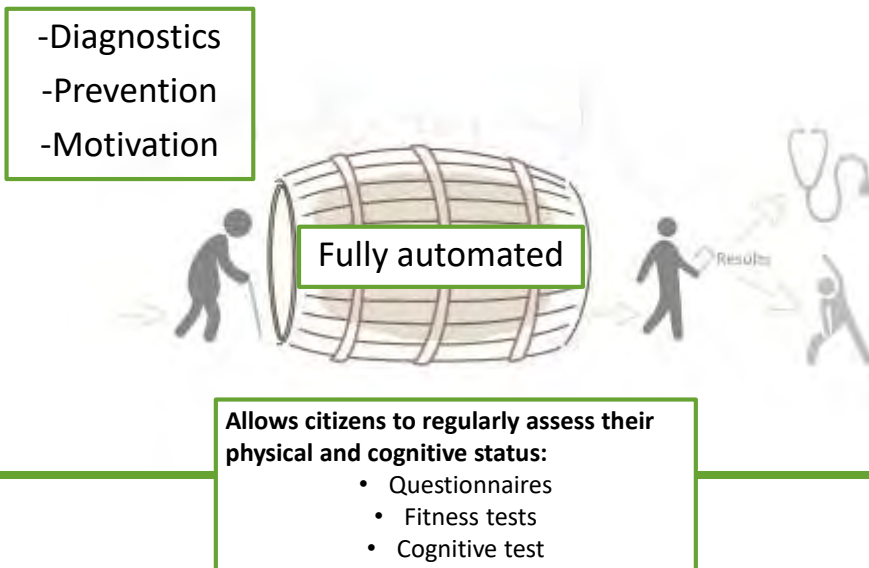 -Diagnostics
-Prevention
-Motivation
Fully automated
Results
Allows citizens to regularly assess their
physical and cognitive status:
• Questionnaires
• Fitness tests
• Cognitive test